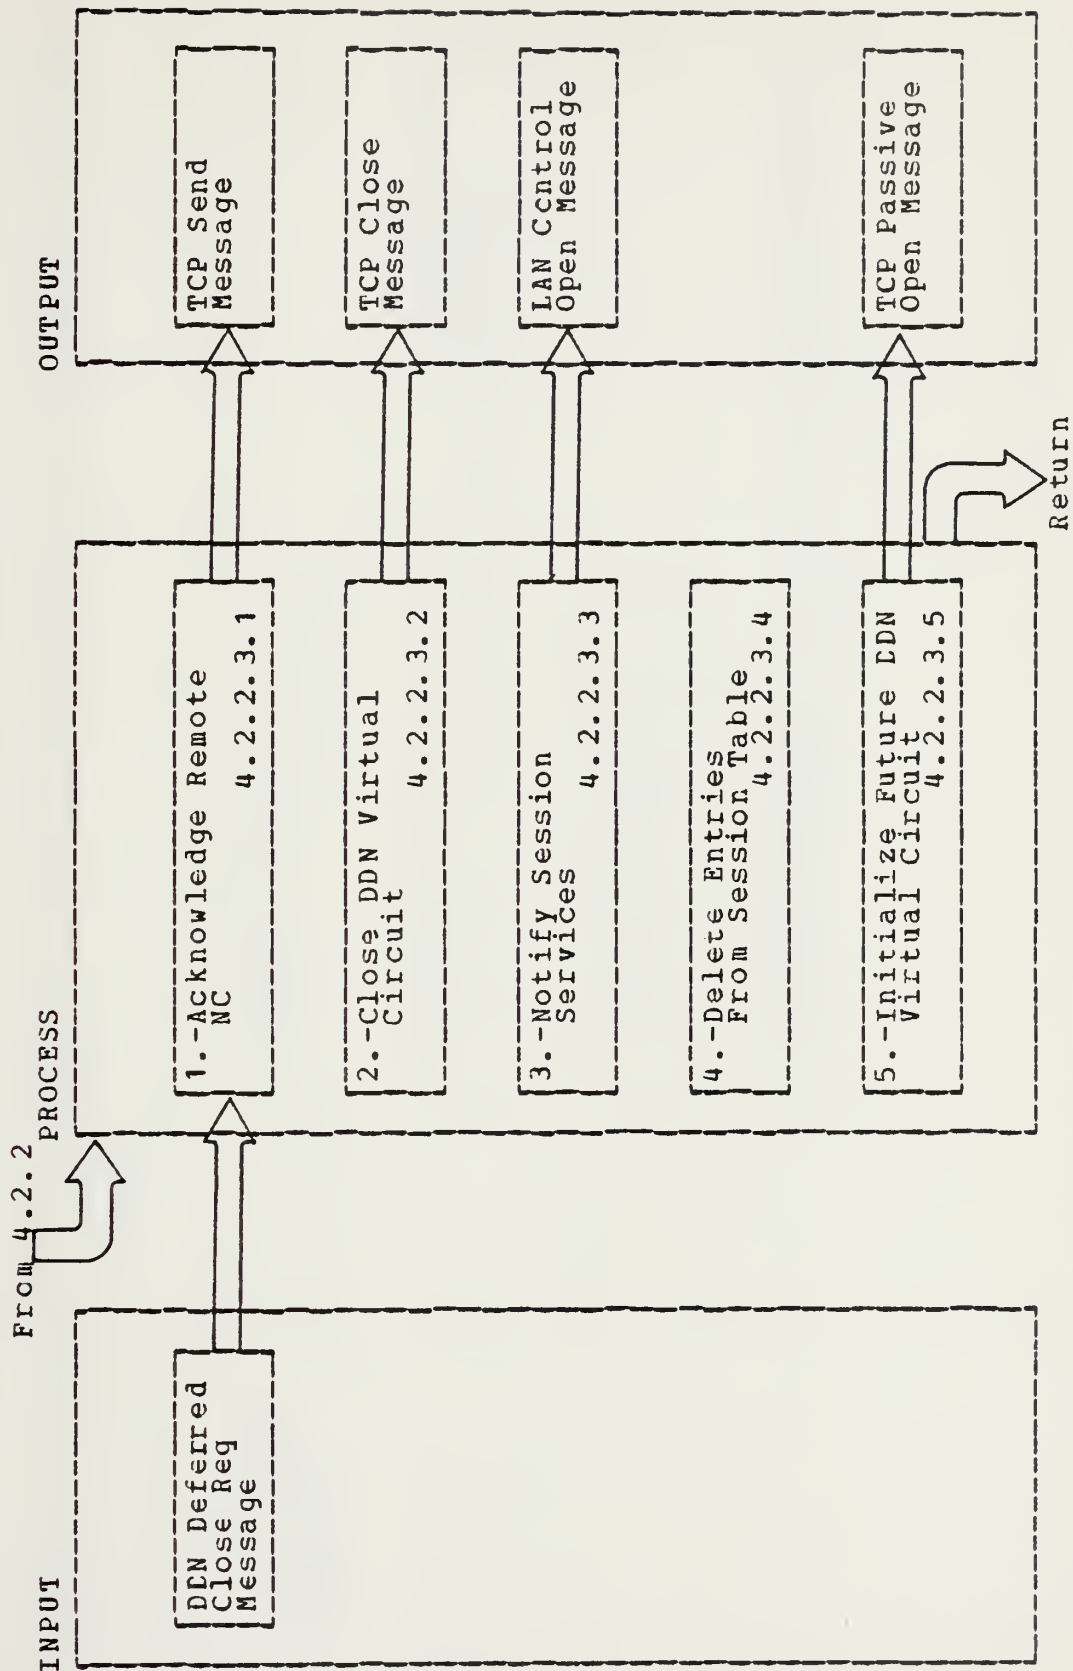 From 4.2.2
INPUT
PROCESS
OUTPUT
DDN Deferred
Close Req
Message
1.-Acknowledge Remote
NC
4.2.2.3.1
TCP Send
Message
2.-Close DDN Virtual
Circuit
4.2.2.3.2
TCP Close
Message
3.-Notify Session
Services
4.2.2.3.3
LAN Control
Open Message
4.-Delete Entries
From Session Table
4.2.2.3.4
5.-Initialize Future DDN
Virtual Circuit
4.2.2.3.5
TCP Passive
Open Message
Return